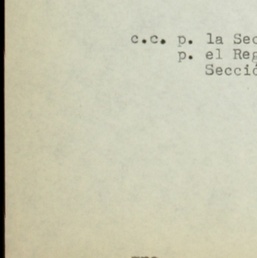 c.c. p. la Sec
p. el Reg
Secció